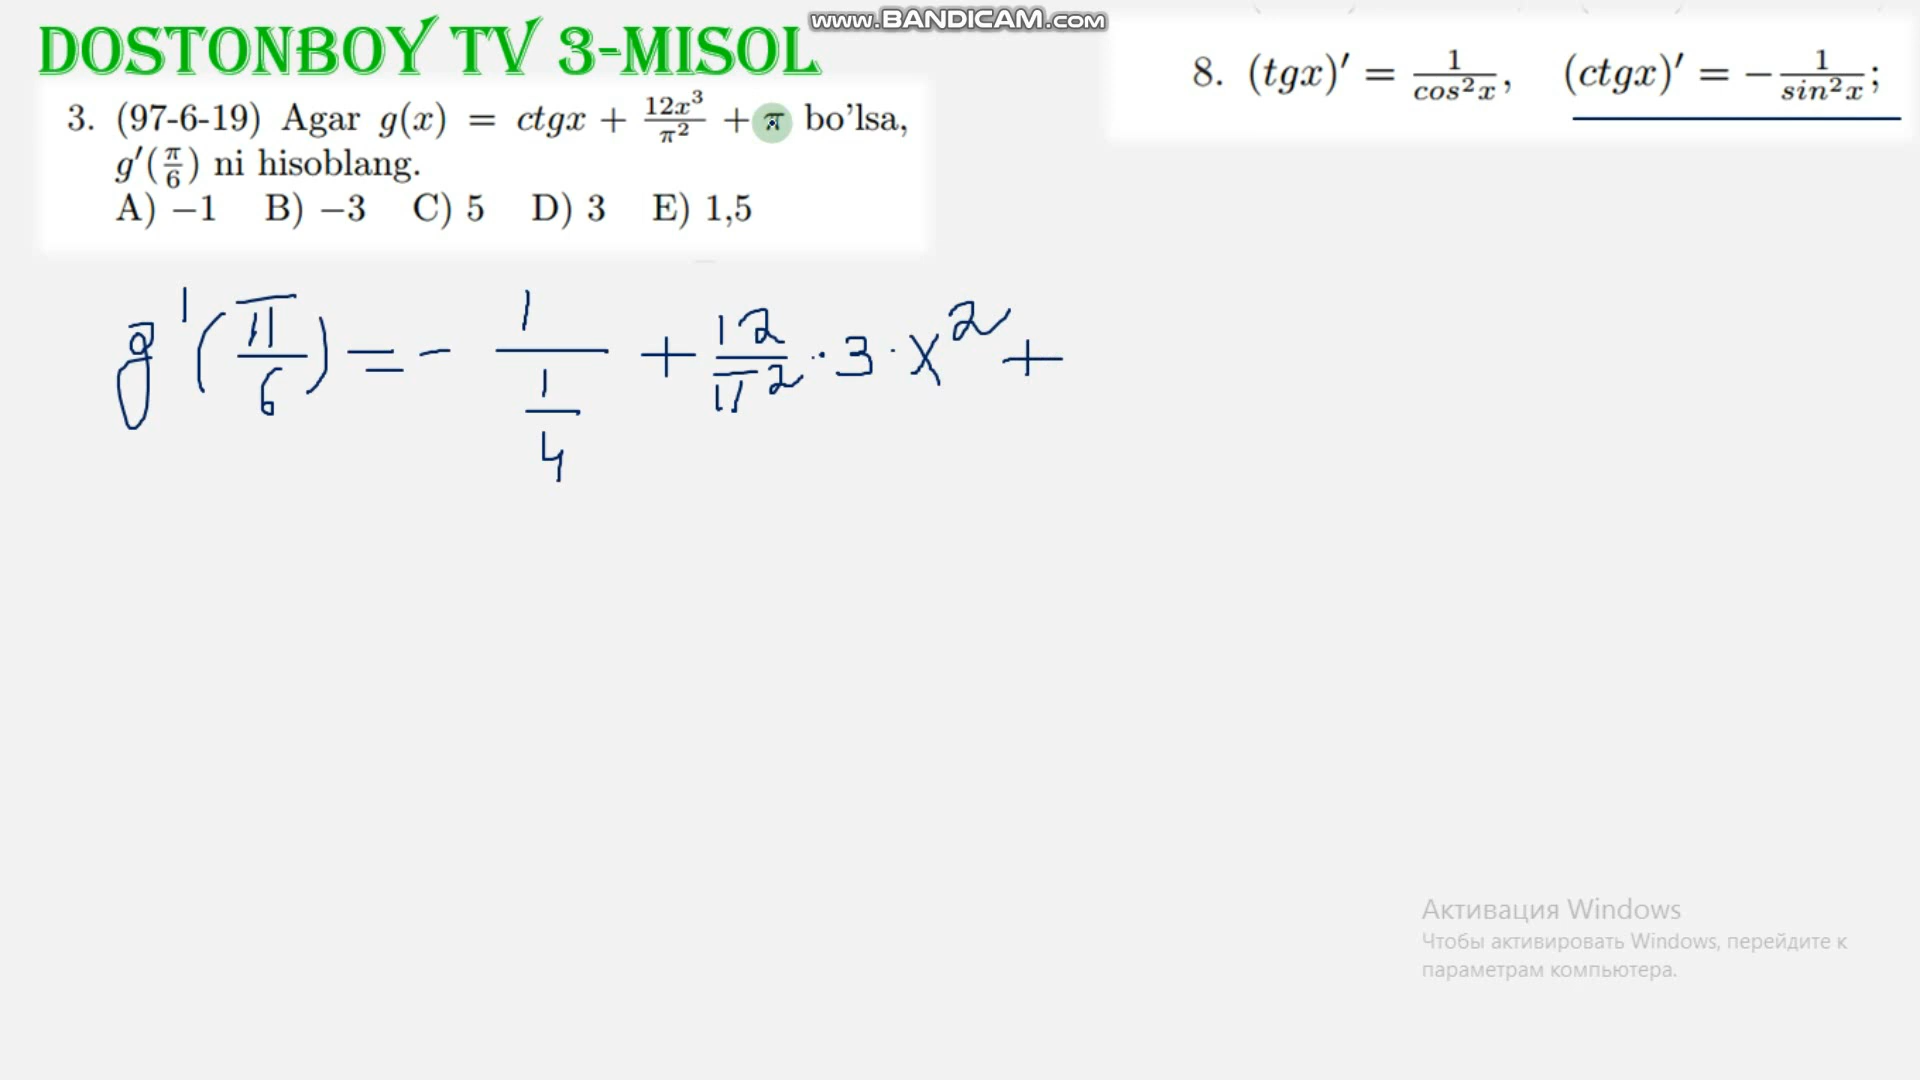 www.BANDICAM.com
DOSTONBOY TV 3-MISOL
8. (tgx)′ = 1/cos²x, (ctgx)′ = −1/sin²x;
3. (97-6-19) Agar g(x) = ctgx + 12x³/π² + π bo'lsa,
g′(π/6) ni hisoblang.
A) −1 B) −3 C) 5 D) 3 E) 1,5
g'(π/6) = − 1/(1/4) + 12/π² · 3 · x² +
Активация Windows
Чтобы активировать Windows, перейдите к
параметрам компьютера.